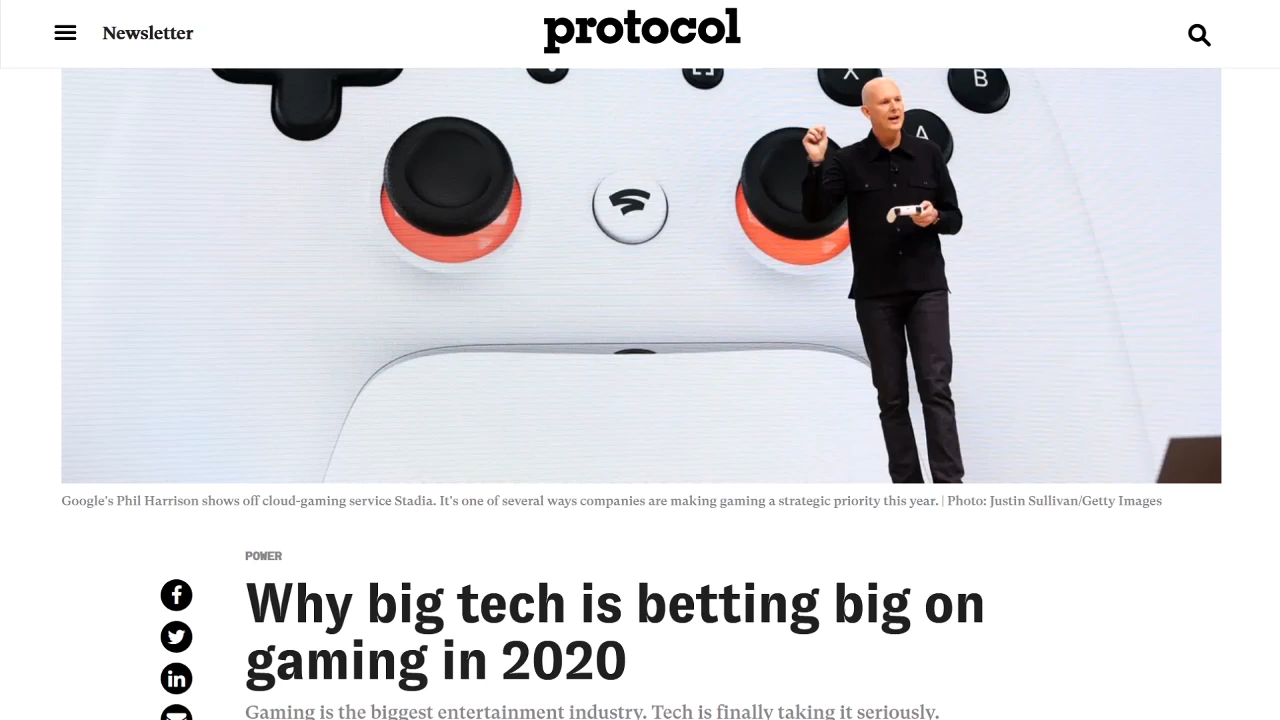 Newsletter
protocol
X
B
A
Google's Phil Harrison shows off cloud-gaming service Stadia. It's one of several ways companies are making gaming a strategic priority this year. | Photo: Justin Sullivan/Getty Images
POWER
Why big tech is betting big on
gaming in 2020
Gaming is the biggest entertainment industry. Tech is finally taking it seriously.